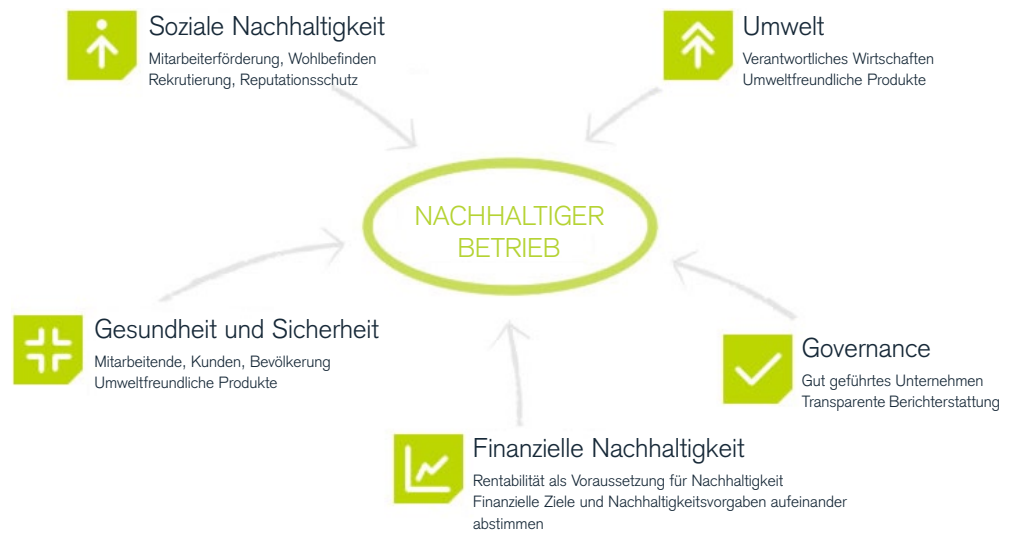 Soziale Nachhaltigkeit
Mitarbeiterförderung, Wohlbefinden
Rekrutierung, Reputationsschutz
Umwelt
Verantwortliches Wirtschaften
Umweltfreundliche Produkte
NACHHALTIGER
BETRIEB
Gesundheit und Sicherheit
Mitarbeitende, Kunden, Bevölkerung
Umweltfreundliche Produkte
Governance
Gut geführtes Unternehmen
Transparente Berichterstattung
Finanzielle Nachhaltigkeit
Rentabilität als Voraussetzung für Nachhaltigkeit
Finanzielle Ziele und Nachhaltigkeitsvorgaben aufeinander
abstimmen